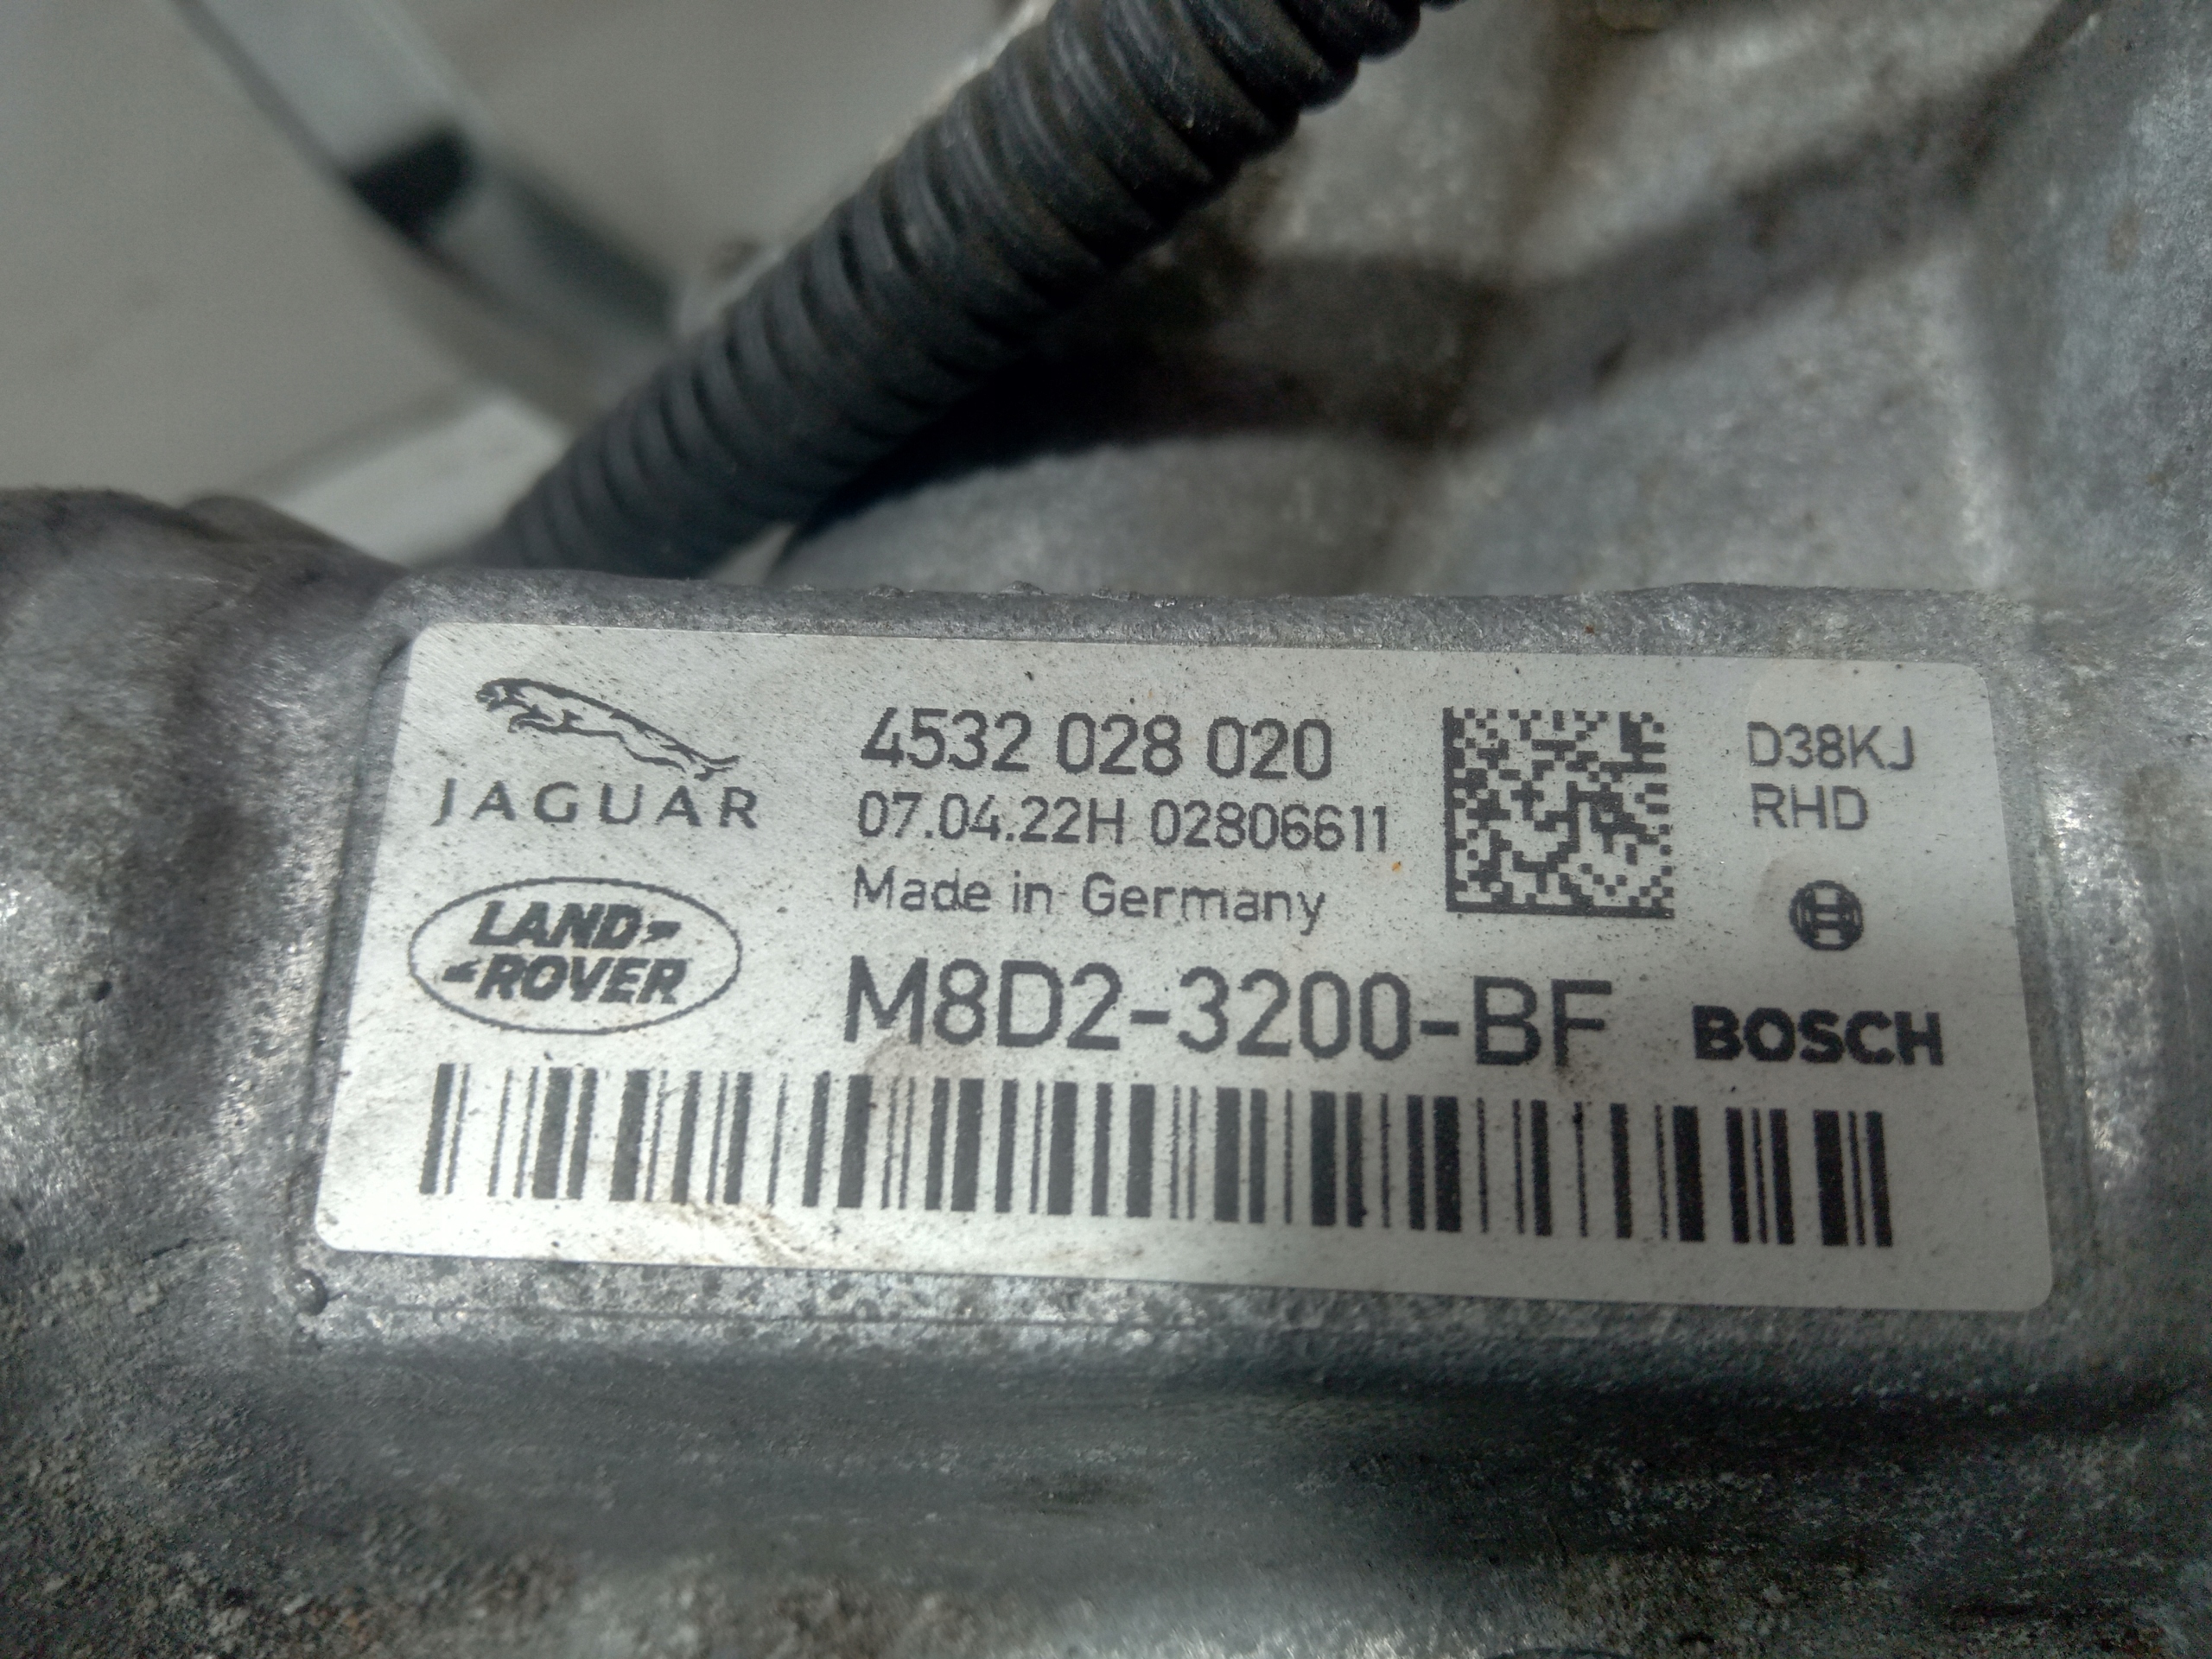 JAGUAR
LAND-
-ROVER
4532 028 020
07.04.22H 02806611
Made in Germany
M8D2-3200-BF
D38KJ
RHD
BOSCH